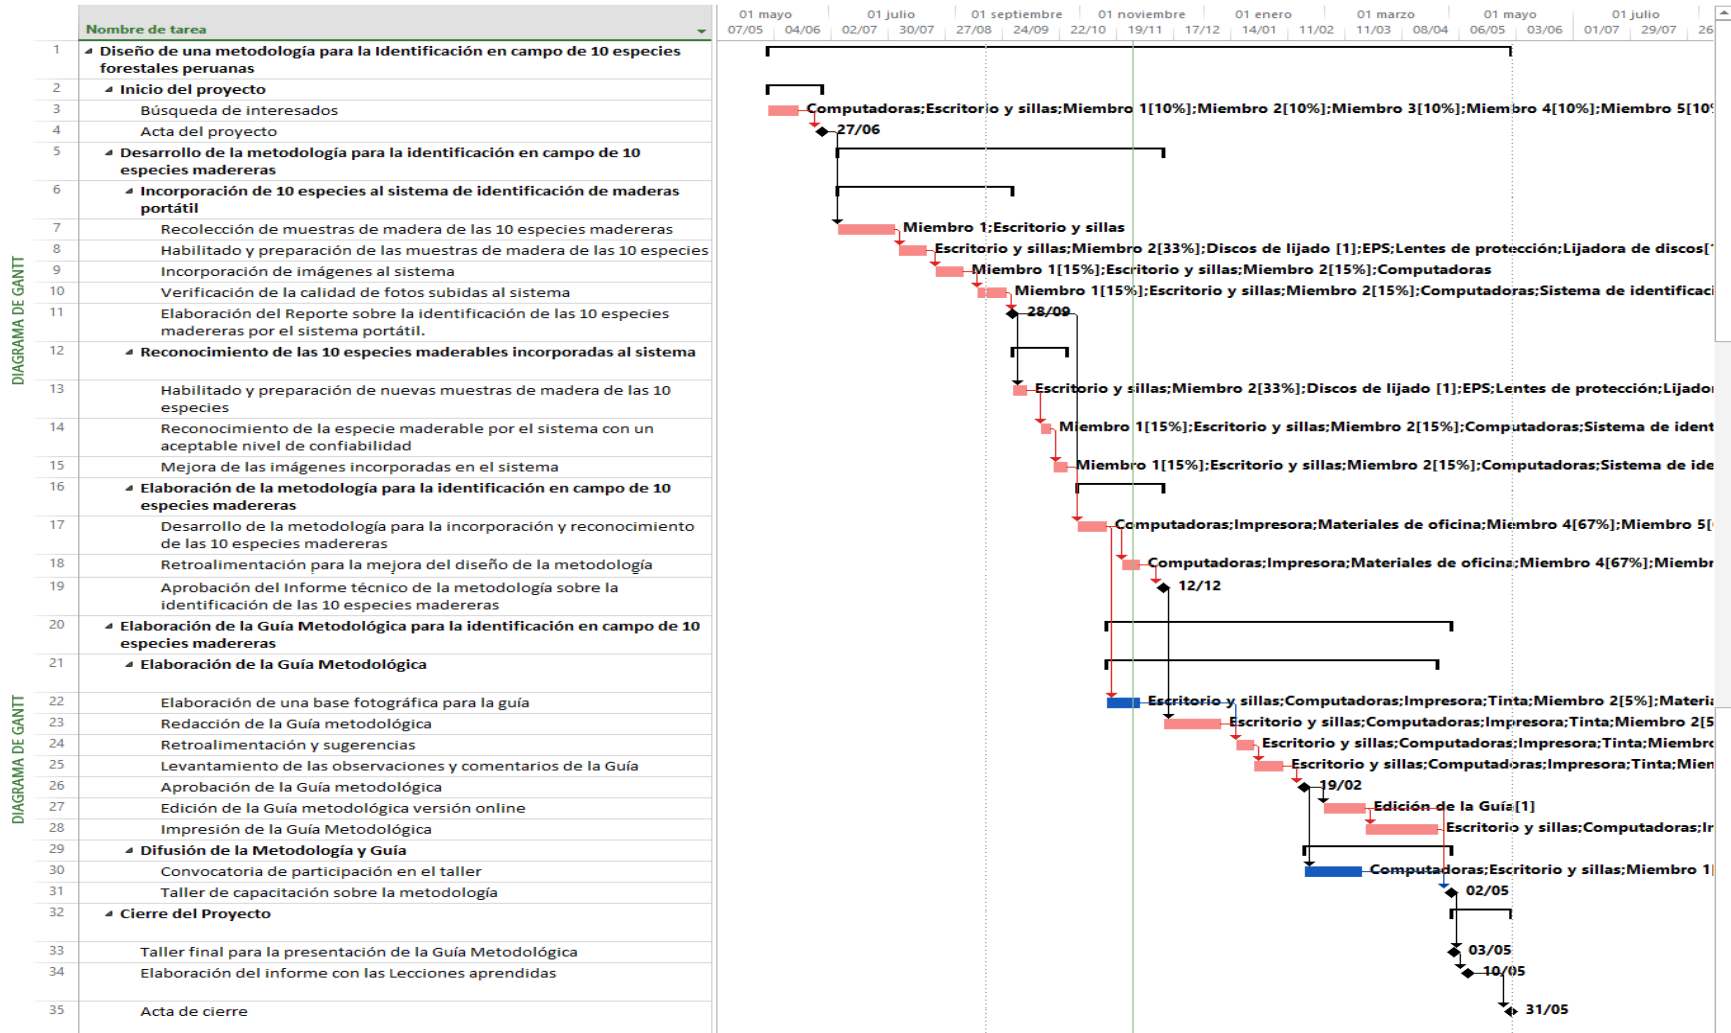 01 mayo 01 julio 01 septiembre 01 noviembre 01 enero 01 marzo 01 mayo 01 julio
Nombre de tarea
07/05 04/06 02/07 30/07 27/08 24/09 22/10 19/11 17/12 14/01 11/02 11/03 08/04 06/05 03/06 01/07 29/07 26
1 Diseño de una metodología para la Identificación en campo de 10 especies
forestales peruanas
2 Inicio del proyecto
3 Búsqueda de interesados
Computadoras;Escritorio y sillas;Miembro 1[10%];Miembro 2[10%];Miembro 3[10%];Miembro 4[10%];Miembro 5[10%
4 Acta del proyecto
27/06
5 Desarrollo de la metodología para la identificación en campo de 10
especies madereras
6 Incorporación de 10 especies al sistema de identificación de maderas
portátil
7 Recolección de muestras de madera de las 10 especies madereras
Miembro 1;Escritorio y sillas
8 Habilitado y preparación de las muestras de madera de las 10 especies
Escritorio y sillas;Miembro 2[33%];Discos de lijado [1];EPS;Lentes de protección;Lijadora de discos[1
9 Incorporación de imágenes al sistema
Miembro 1[15%];Escritorio y sillas;Miembro 2[15%];Computadoras
10 Verificación de la calidad de fotos subidas al sistema
Miembro 1[15%];Escritorio y sillas;Miembro 2[15%];Computadoras;Sistema de identificaci
11 Elaboración del Reporte sobre la identificación de las 10 especies
madereras por el sistema portátil.
28/09
12 Reconocimiento de las 10 especies maderables incorporadas al sistema
13 Habilitado y preparación de nuevas muestras de madera de las 10
especies
Escritorio y sillas;Miembro 2[33%];Discos de lijado [1];EPS;Lentes de protección;Lijado
14 Reconocimiento de la especie maderable por el sistema con un
aceptable nivel de confiabilidad
Miembro 1[15%];Escritorio y sillas;Miembro 2[15%];Computadoras;Sistema de ident
15 Mejora de las imágenes incorporadas en el sistema
Miembro 1[15%];Escritorio y sillas;Miembro 2[15%];Computadoras;Sistema de ide
16 Elaboración de la metodología para la identificación en campo de 10
especies madereras
17 Desarrollo de la metodología para la incorporación y reconocimiento
de las 10 especies madereras
Computadoras;Impresora;Materiales de oficina;Miembro 4[67%];Miembro 5[
18 Retroalimentación para la mejora del diseño de la metodología
Computadoras;Impresora;Materiales de oficina;Miembro 4[67%];Miembr
19 Aprobación del Informe técnico de la metodología sobre la
identificación de las 10 especies madereras
12/12
20 Elaboración de la Guía Metodológica para la identificación en campo de 10
especies madereras
21 Elaboración de la Guía Metodológica
22 Elaboración de una base fotográfica para la guía
Escritorio y sillas;Computadoras;Impresora;Tinta;Miembro 2[5%];Materia
23 Redacción de la Guía metodológica
Escritorio y sillas;Computadoras;Impresora;Tinta;Miembro 2[5
24 Retroalimentación y sugerencias
Escritorio y sillas;Computadoras;Impresora;Tinta;Miembro
25 Levantamiento de las observaciones y comentarios de la Guía
Escritorio y sillas;Computadoras;Impresora;Tinta;Mien
26 Aprobación de la Guía metodológica
19/02
27 Edición de la Guía metodológica versión online
Edición de la Guía[1]
28 Impresión de la Guía Metodológica
Escritorio y sillas;Computadoras;Ir
29 Difusión de la Metodología y Guía
30 Convocatoria de participación en el taller
Computadoras;Escritorio y sillas;Miembro 1[
31 Taller de capacitación sobre la metodología
02/05
32 Cierre del Proyecto
33 Taller final para la presentación de la Guía Metodológica
03/05
34 Elaboración del informe con las Lecciones aprendidas
10/05
35 Acta de cierre
31/05
DIAGRAMA DE GANTT
DIAGRAMA DE GANTT